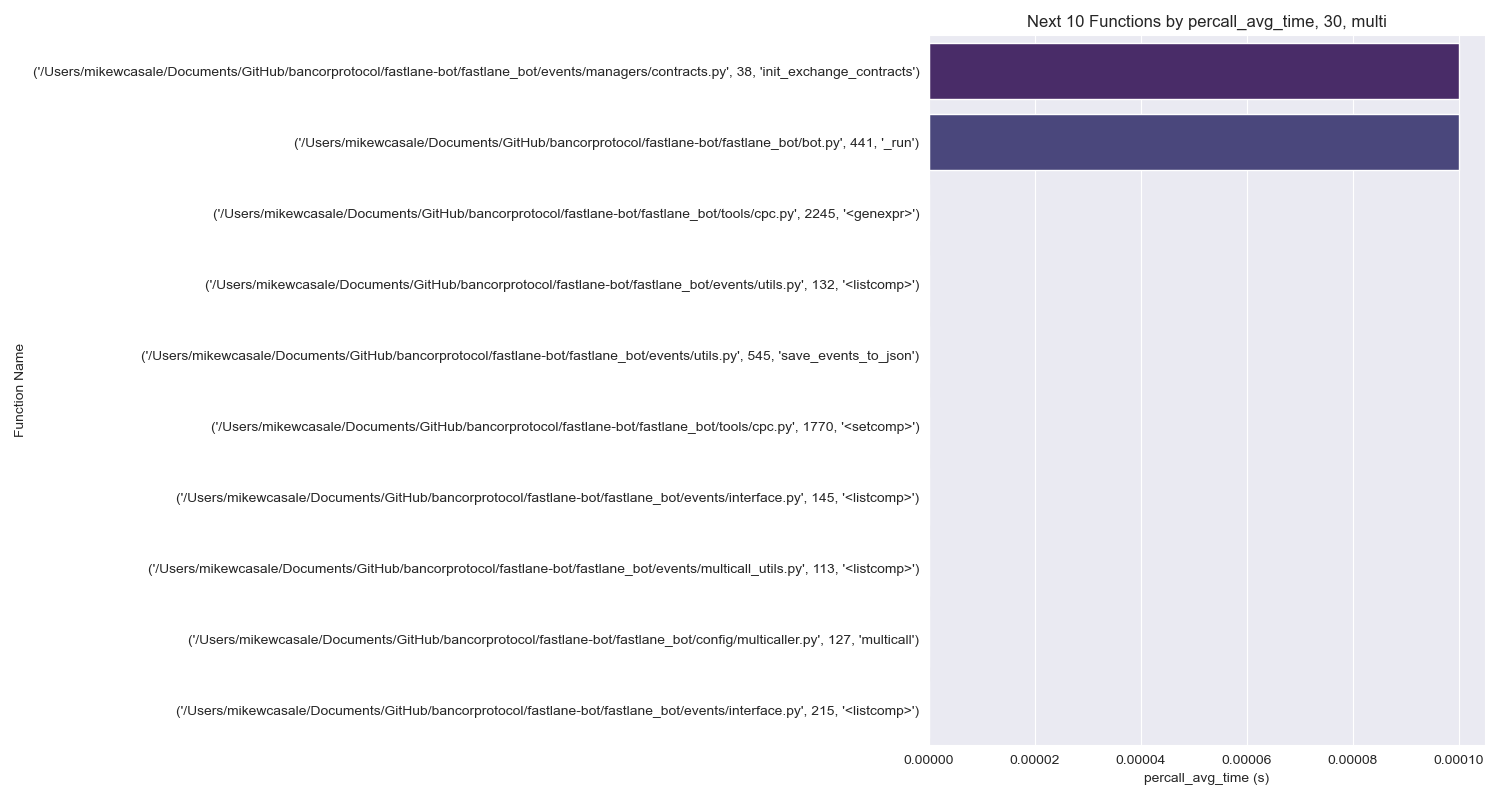 Next 10 Functions by percall_avg_time, 30, multi
('/Users/mikewcasale/Documents/GitHub/bancorprotocol/fastlane-bot/fastlane_bot/events/managers/contracts.py', 38, 'init_exchange_contracts')
('/Users/mikewcasale/Documents/GitHub/bancorprotocol/fastlane-bot/fastlane_bot/bot.py', 441, '_run')
('/Users/mikewcasale/Documents/GitHub/bancorprotocol/fastlane-bot/fastlane_bot/tools/cpc.py', 2245, '<genexpr>')
('/Users/mikewcasale/Documents/GitHub/bancorprotocol/fastlane-bot/fastlane_bot/events/utils.py', 132, '<listcomp>')
('/Users/mikewcasale/Documents/GitHub/bancorprotocol/fastlane-bot/fastlane_bot/events/utils.py', 545, 'save_events_to_json')
('/Users/mikewcasale/Documents/GitHub/bancorprotocol/fastlane-bot/fastlane_bot/tools/cpc.py', 1770, '<setcomp>')
('/Users/mikewcasale/Documents/GitHub/bancorprotocol/fastlane-bot/fastlane_bot/events/interface.py', 145, '<listcomp>')
('/Users/mikewcasale/Documents/GitHub/bancorprotocol/fastlane-bot/fastlane_bot/events/multicall_utils.py', 113, '<listcomp>')
('/Users/mikewcasale/Documents/GitHub/bancorprotocol/fastlane-bot/fastlane_bot/config/multicaller.py', 127, 'multicall')
('/Users/mikewcasale/Documents/GitHub/bancorprotocol/fastlane-bot/fastlane_bot/events/interface.py', 215, '<listcomp>')
Function Name
0.00000 0.00002 0.00004 0.00006 0.00008 0.00010
percall_avg_time (s)